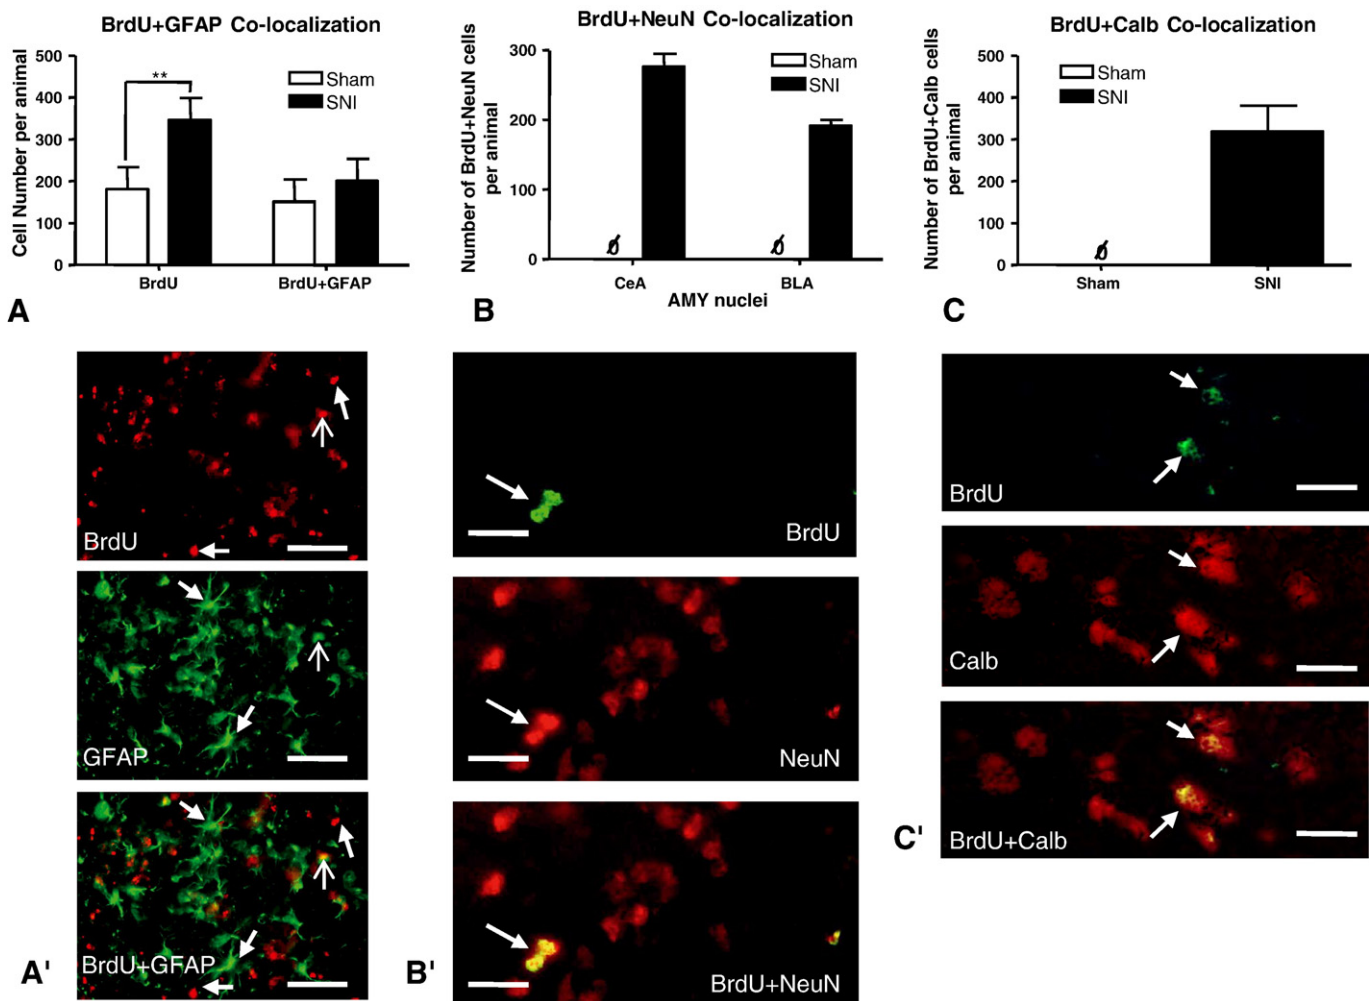 BrdU+GFAP Co-localization
Cell Number per animal
500
400
300
200
100
0
**
Sham
SNI
BrdU
BrdU+GFAP
A
BrdU+NeuN Co-localization
Number of BrdU+NeuN cells
per animal
300
200
100
0
Sham
SNI
Ø
Ø
CeA
BLA
AMY nuclei
B
BrdU+Calb Co-localization
Number of BrdU+Calb cells
per animal
500
400
300
200
100
0
Sham
SNI
Ø
Sham
SNI
C
BrdU
GFAP
BrdU+GFAP
A'
BrdU
NeuN
BrdU+NeuN
B'
BrdU
Calb
BrdU+Calb
C'